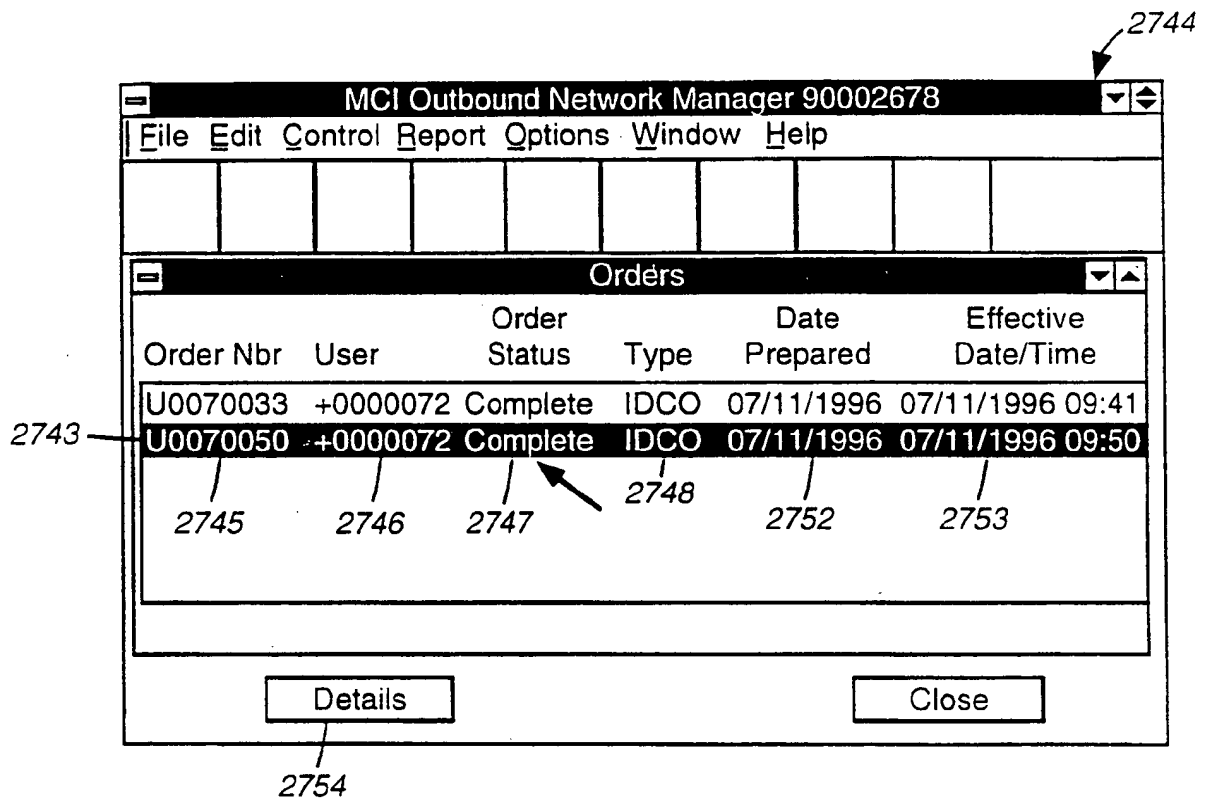 2744
MCI Outbound Network Manager 90002678
File Edit Control Report Options Window Help
Orders
Order Date Effective
Order Nbr User Status Type Prepared Date/Time
U0070033 +0000072 Complete IDCO 07/11/1996 07/11/1996 09:41
2743 U0070050 +0000072 Complete IDCO 07/11/1996 07/11/1996 09:50
2745 2746 2747 2748 2752 2753
Details Close
2754